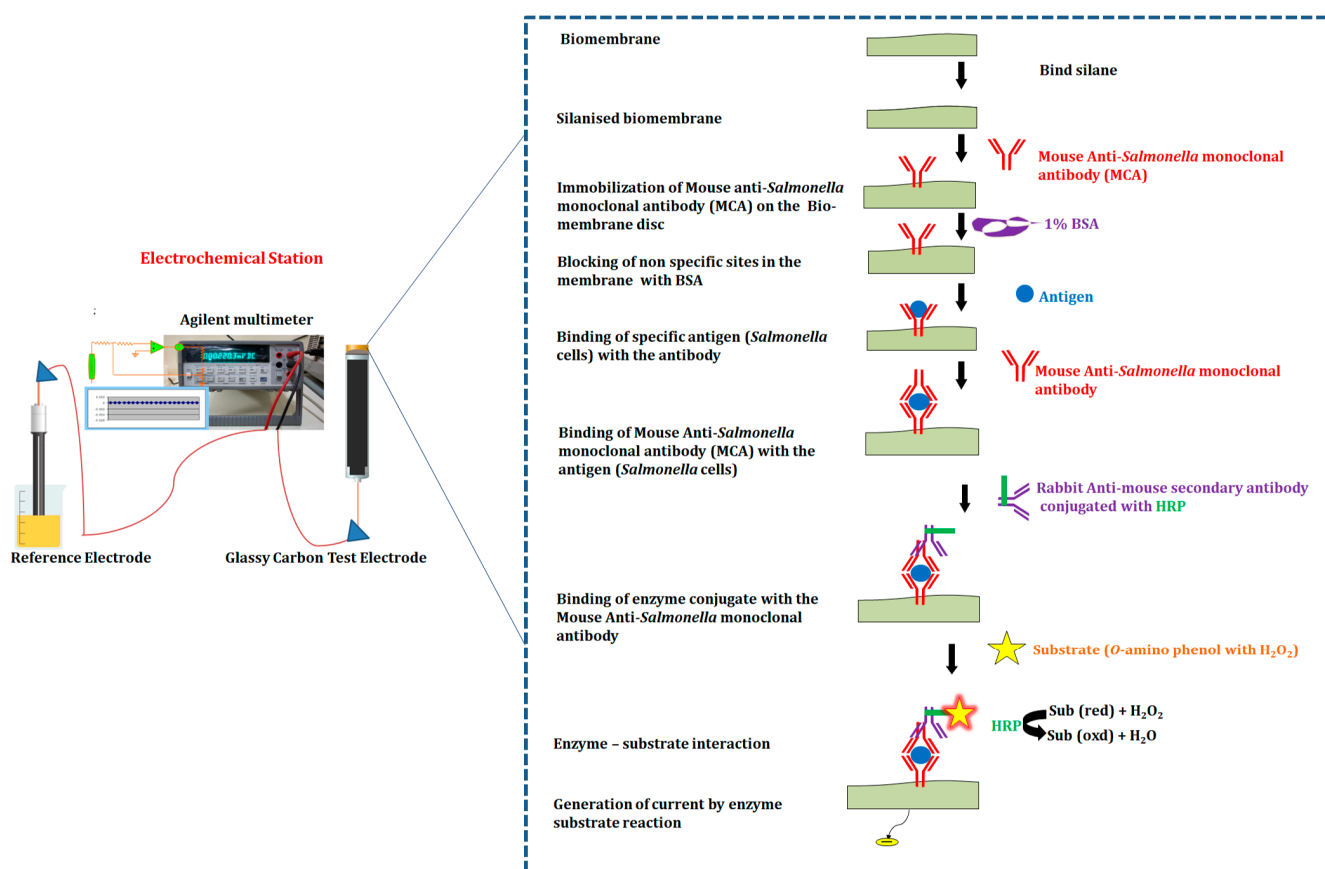 Electrochemical Station
;
Agilent multimeter
Reference Electrode
Glassy Carbon Test Electrode
Biomembrane
Bind silane
Silanised biomembrane
Mouse Anti-Salmonella monoclonal
antibody (MCA)
Immobilization of Mouse anti-Salmonella
monoclonal antibody (MCA) on the Bio-
membrane disc
1% BSA
Blocking of non specific sites in the
membrane with BSA
Antigen
Binding of specific antigen (Salmonella
cells) with the antibody
Mouse Anti-Salmonella monoclonal
antibody
Binding of Mouse Anti-Salmonella
monoclonal antibody (MCA) with the
antigen (Salmonella cells)
Rabbit Anti-mouse secondary antibody
conjugated with HRP
Binding of enzyme conjugate with the
Mouse Anti-Salmonella monoclonal
antibody
Substrate (O-amino phenol with H₂O₂)
Enzyme – substrate interaction
HRP
Sub (red) + H₂O₂
Sub (oxd) + H₂O
Generation of current by enzyme
substrate reaction